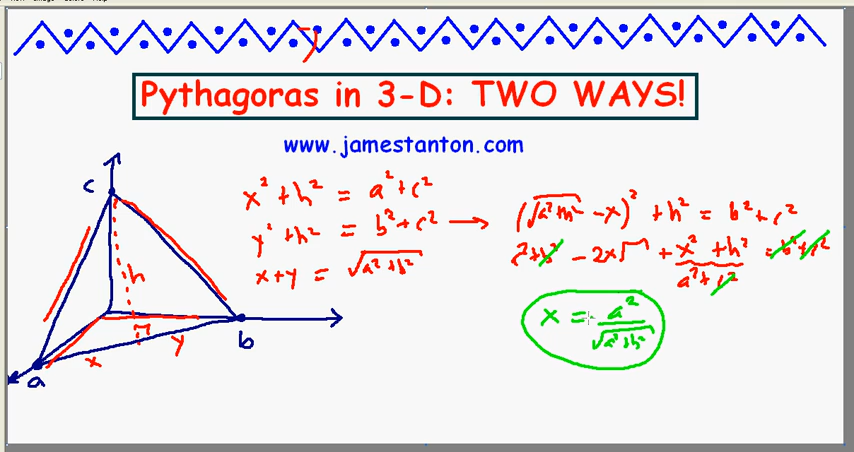 Pythagoras in 3-D: TWO WAYS!
www.jamestanton.com
c
h
a
x
y
b
x² + h² = a² + c²
y² + h² = b² + c² →
x + y = √(a² + b²)
(√(a² + b²) - x)² + h² = b² + c²
a² + b² - 2x√ + x² + h² = b² + c²
a² + c²
x = a² / √(a² + b²)